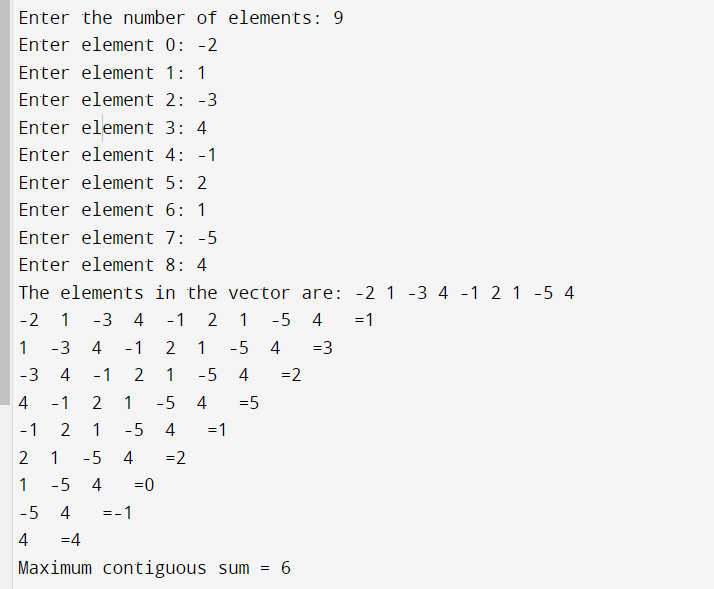 Enter the number of elements: 9
Enter element 0: -2
Enter element 1: 1
Enter element 2: -3
Enter element 3: 4
Enter element 4: -1
Enter element 5: 2
Enter element 6: 1
Enter element 7: -5
Enter element 8: 4
The elements in the vector are: -2 1 -3 4 -1 2 1 -5 4
-2  1  -3  4  -1  2  1  -5  4   =1
1  -3  4  -1  2  1  -5  4   =3
-3  4  -1  2  1  -5  4   =2
4  -1  2  1  -5  4   =5
-1  2  1  -5  4   =1
2  1  -5  4   =2
1  -5  4   =0
-5  4   =-1
4   =4
Maximum contiguous sum = 6